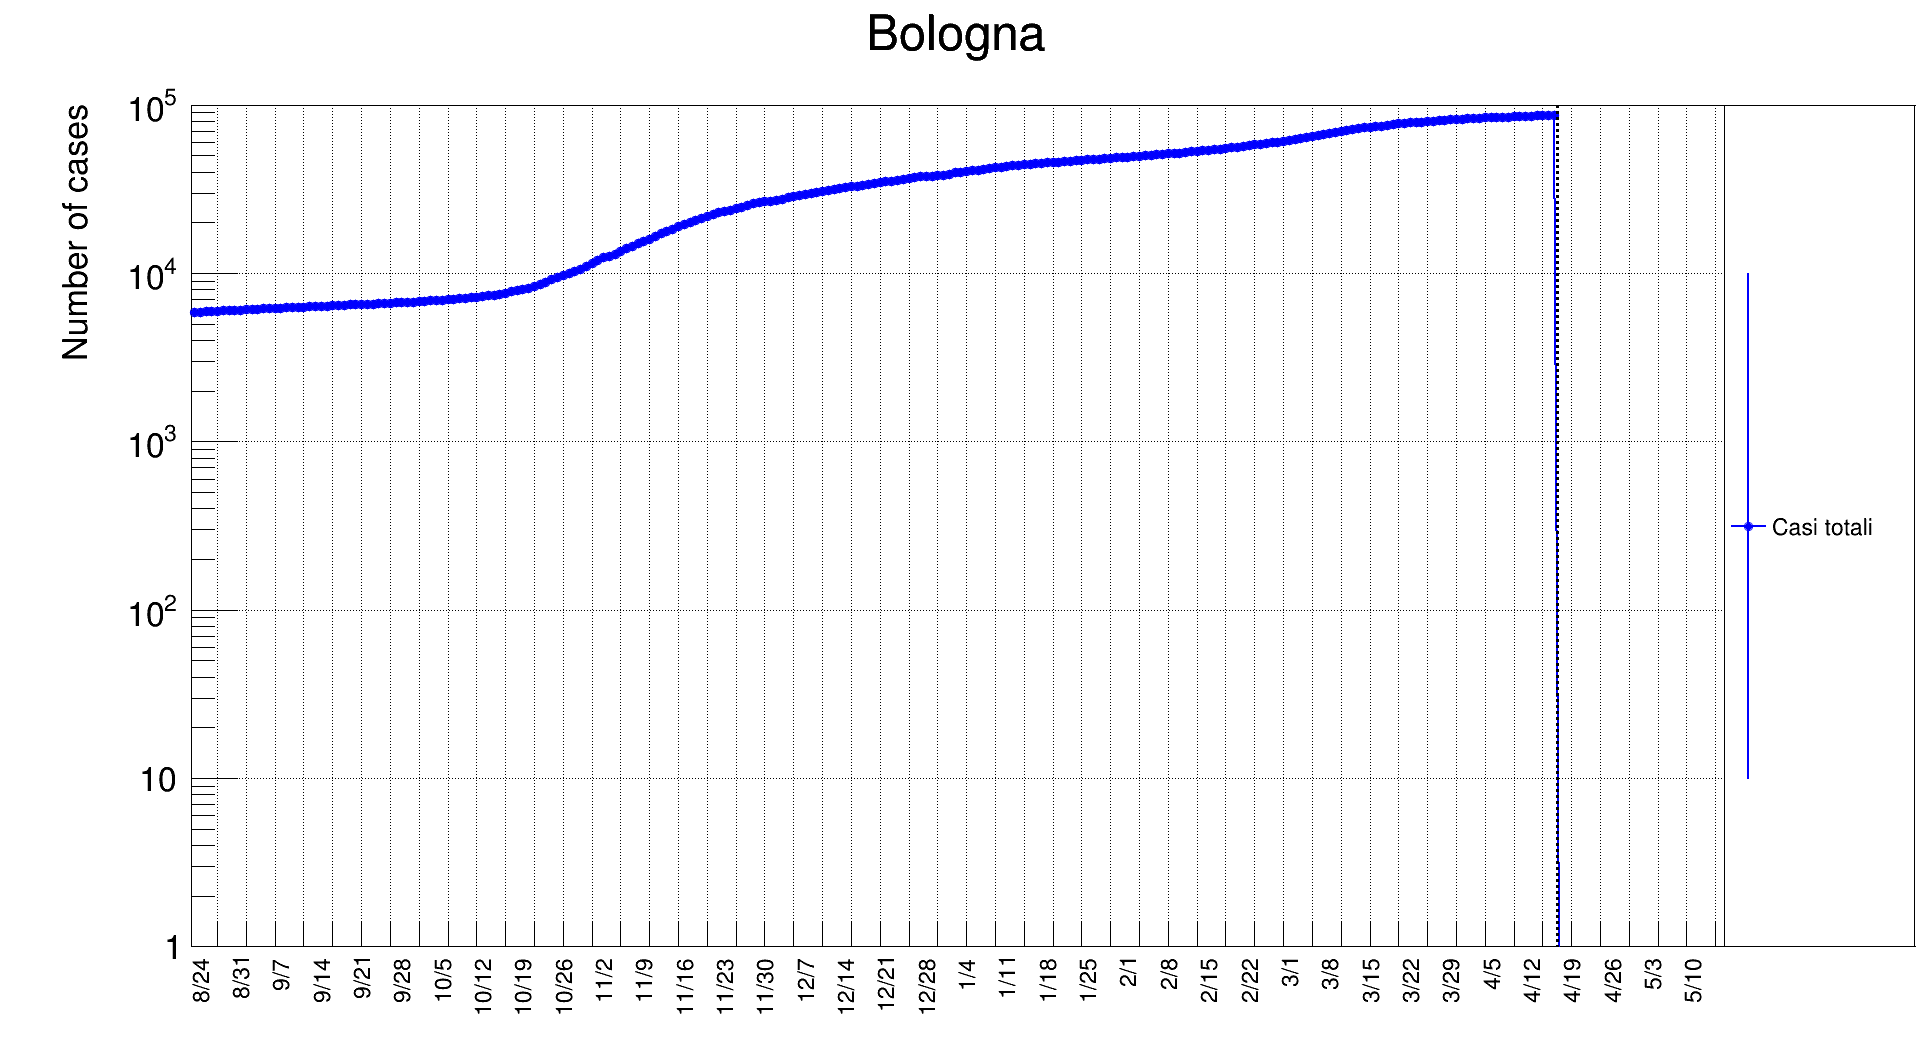 Bologna
Number of cases
10^5
10^4
10^3
10^2
10
1
8/24 8/31 9/7 9/14 9/21 9/28 10/5 10/12 10/19 10/26 11/2 11/9 11/16 11/23 11/30 12/7 12/14 12/21 12/28 1/4 1/11 1/18 1/25 2/1 2/8 2/15 2/22 3/1 3/8 3/15 3/22 3/29 4/5 4/12 4/19 4/26 5/3 5/10
Casi totali